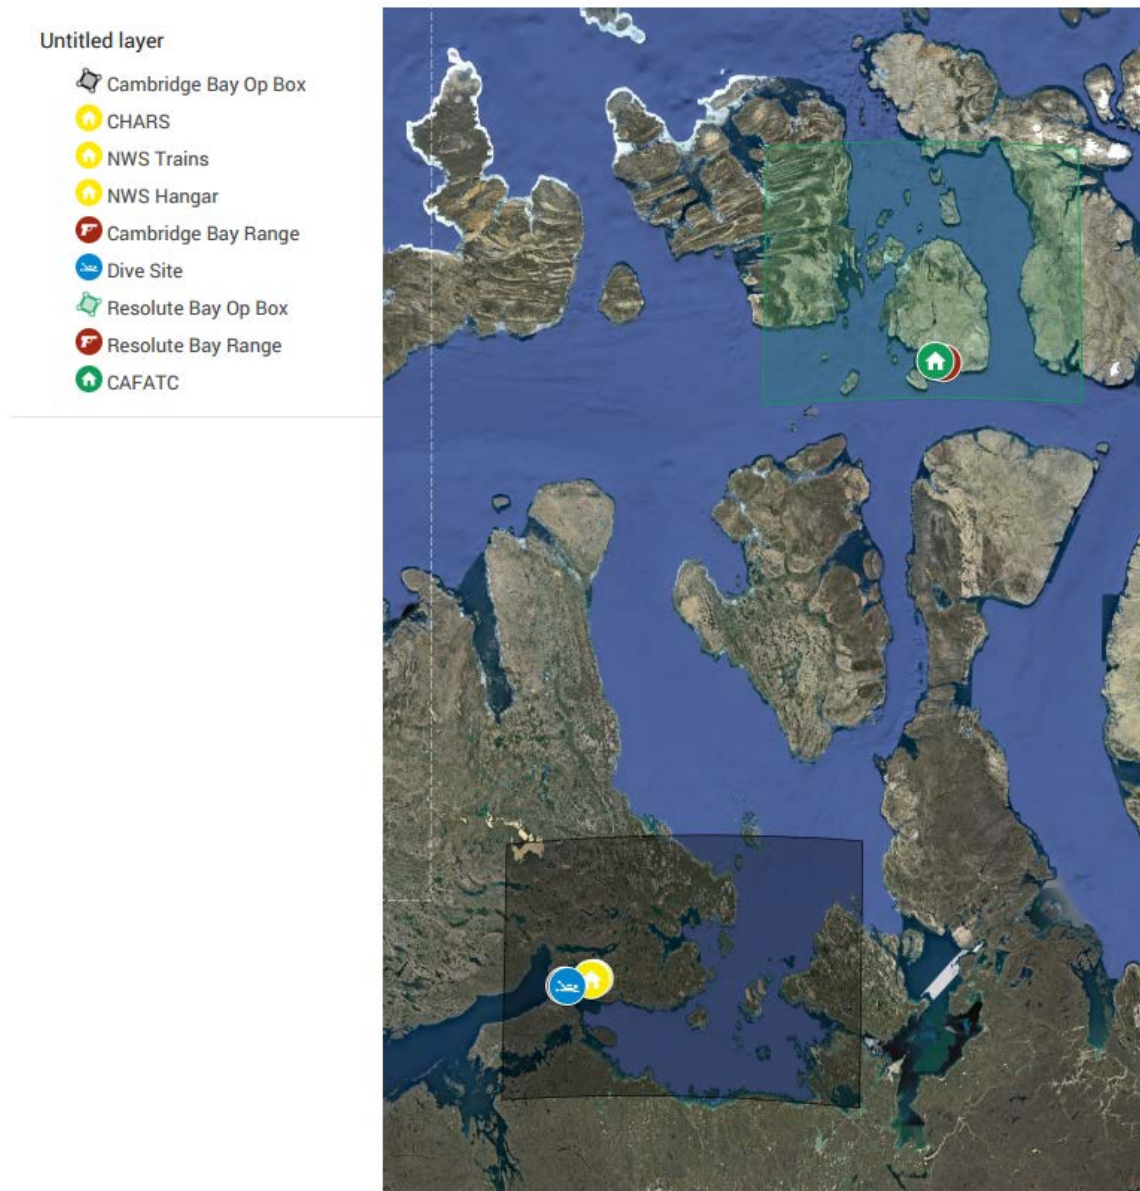 Untitled layer
Cambridge Bay Op Box
CHARS
NWS Trains
NWS Hangar
Cambridge Bay Range
Dive Site
Resolute Bay Op Box
Resolute Bay Range
CAFATC